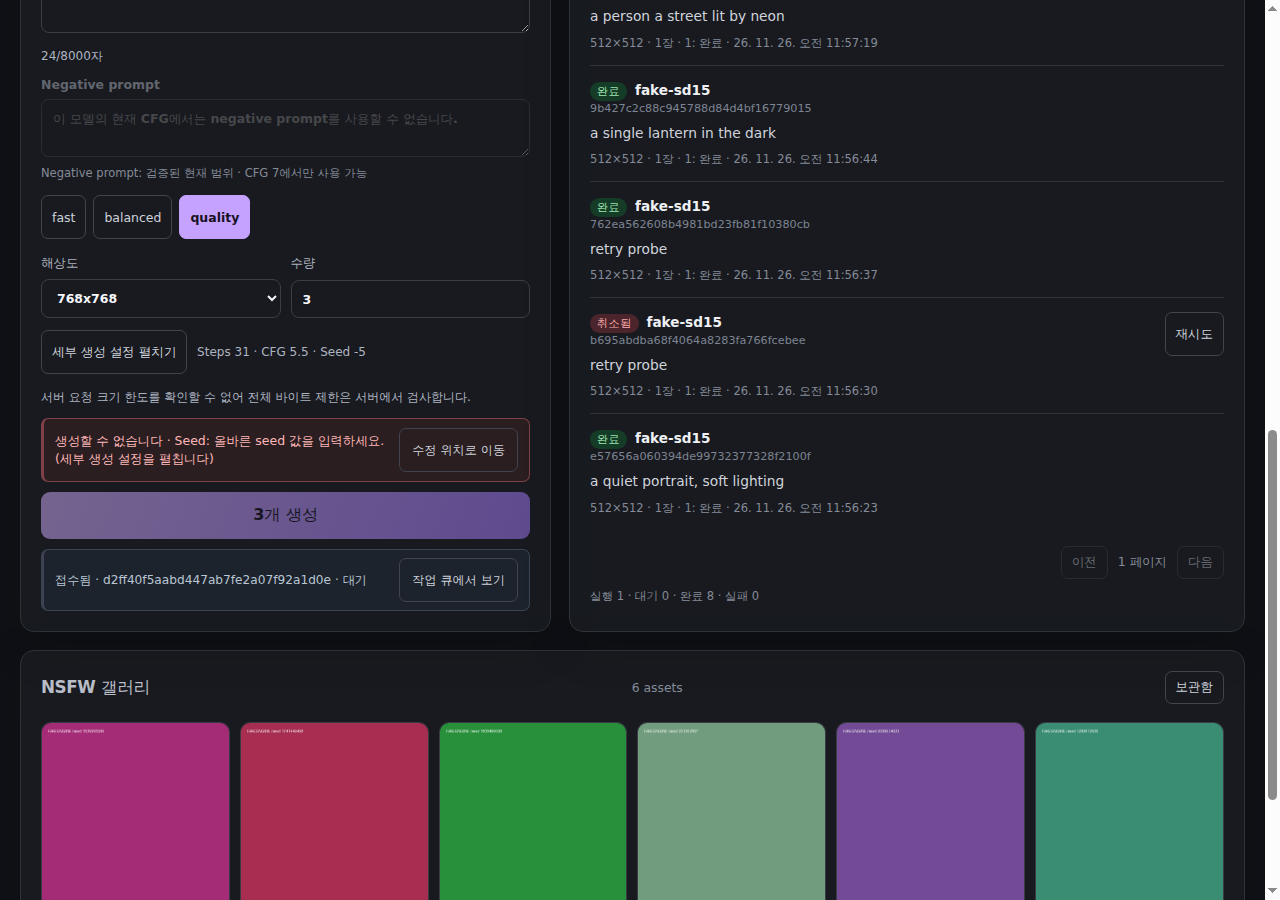 24/8000자
Negative prompt
이 모델의 현재 CFG에서는 negative prompt를 사용할 수 없습니다.
Negative prompt: 검증된 현재 범위 · CFG 7에서만 사용 가능
fast
balanced
quality
해상도
수량
768x768
3
세부 생성 설정 펼치기
Steps 31 · CFG 5.5 · Seed -5
서버 요청 크기 한도를 확인할 수 없어 전체 바이트 제한은 서버에서 검사합니다.
생성할 수 없습니다 · Seed: 올바른 seed 값을 입력하세요.
(세부 생성 설정을 펼칩니다)
수정 위치로 이동
3개 생성
접수됨 · d2ff40f5aabd447ab7fe2a07f92a1d0e · 대기
작업 큐에서 보기
a person a street lit by neon
512×512 · 1장 · 1: 완료 · 26. 11. 26. 오전 11:57:19
완료 fake-sd15
9b427c2c88c945788d84d4bf16779015
a single lantern in the dark
512×512 · 1장 · 1: 완료 · 26. 11. 26. 오전 11:56:44
완료 fake-sd15
762ea562608b4981bd23fb81f10380cb
retry probe
512×512 · 1장 · 1: 완료 · 26. 11. 26. 오전 11:56:37
취소됨 fake-sd15
b695abdba68f4064a8283fa766fcebee
retry probe
512×512 · 1장 · 1: 완료 · 26. 11. 26. 오전 11:56:30
재시도
완료 fake-sd15
e57656a060394de99732377328f2100f
a quiet portrait, soft lighting
512×512 · 1장 · 1: 완료 · 26. 11. 26. 오전 11:56:23
이전
1 페이지
다음
실행 1 · 대기 0 · 완료 8 · 실패 0
NSFW 갤러리
6 assets
보관함